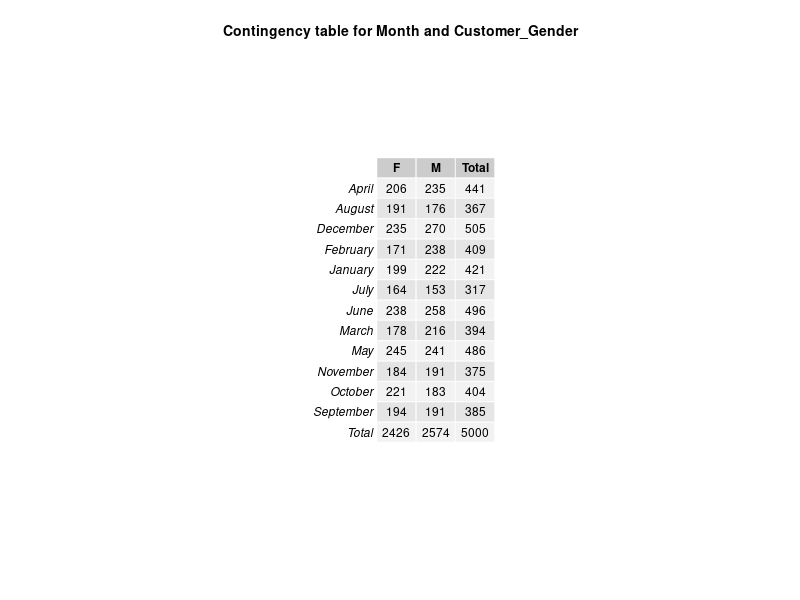 Contingency table for Month and Customer_Gender
F M Total
April 206 235 441
August 191 176 367
December 235 270 505
February 171 238 409
January 199 222 421
July 164 153 317
June 238 258 496
March 178 216 394
May 245 241 486
November 184 191 375
October 221 183 404
September 194 191 385
Total 2426 2574 5000